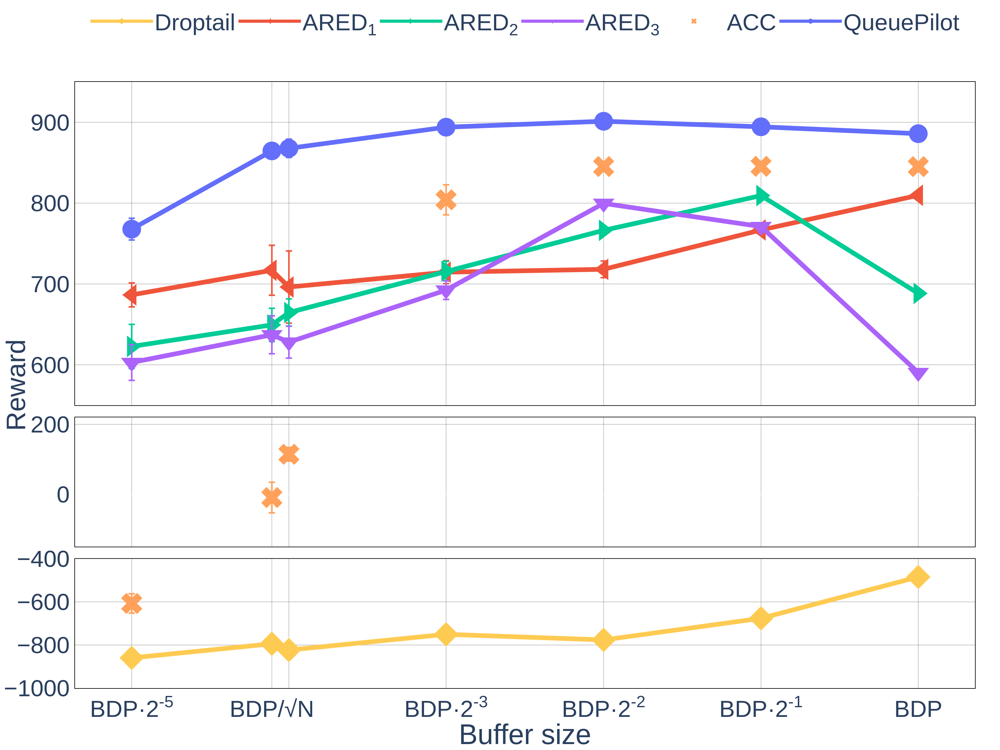 Droptail ARED₁ ARED₂ ARED₃ ACC QueuePilot
900
800
700
600
200
0
−400
−600
−800
−1000
Reward
BDP·2⁻⁵ BDP/√N BDP·2⁻³ BDP·2⁻² BDP·2⁻¹ BDP
Buffer size